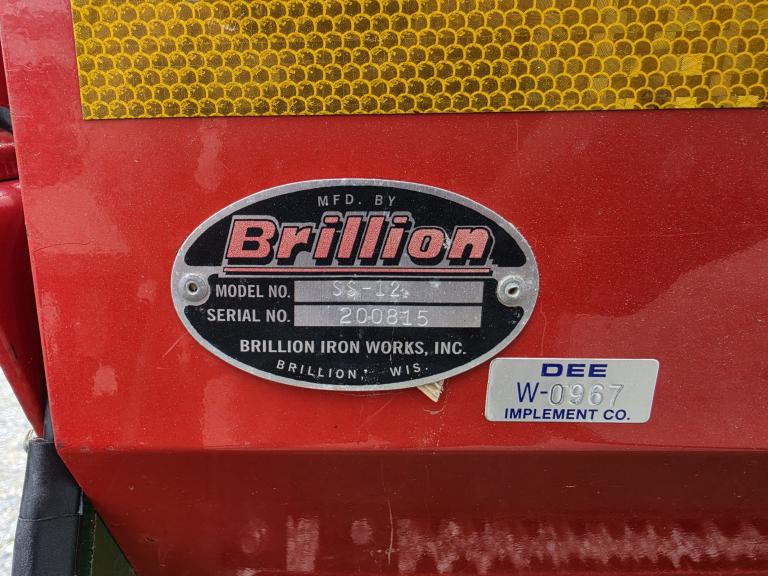 MFD. BY
Brillion
MODEL NO. SS-12
SERIAL NO. 200815
BRILLION IRON WORKS, INC.
BRILLION, WIS.
DEE
W-0967
IMPLEMENT CO.